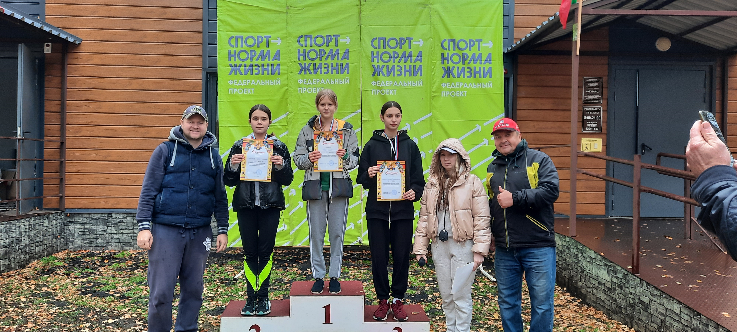 СПОРТ
НОРМА
ЖИЗНИ
ФЕДЕРАЛЬНЫЙ
ПРОЕКТ
СПОРТ
НОРМА
ЖИЗНИ
ФЕДЕРАЛЬНЫЙ
ПРОЕКТ
СПОРТ
НОРМА
ЖИЗНИ
ФЕДЕРАЛЬНЫЙ
ПРОЕКТ
СПОРТ
НОРМА
ЖИЗНИ
ФЕДЕРАЛЬНЫЙ
ПРОЕКТ
2
1